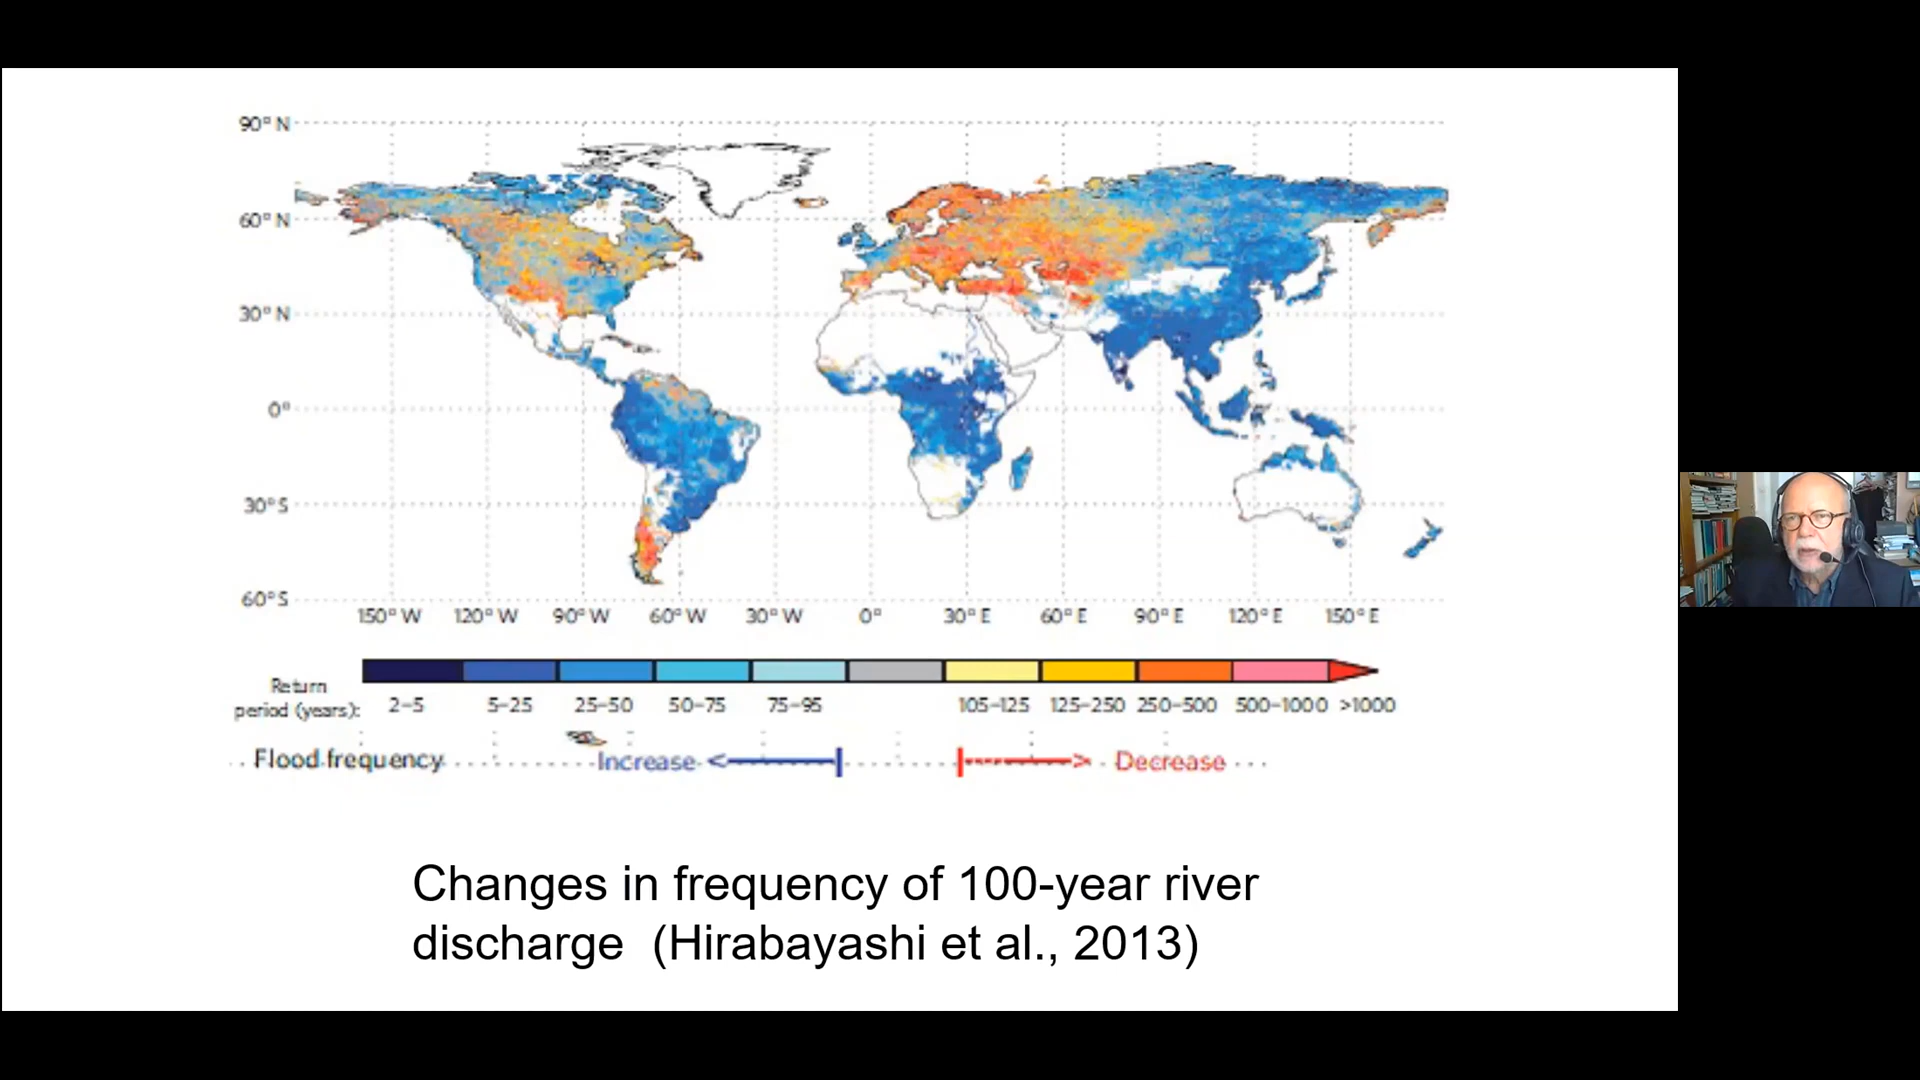 90° N
60° N
30° N
0°
30° S
60° S
150° W 120° W 90° W 60° W 30° W 0° 30° E 60° E 90° E 120° E 150° E
Return
period (years): 2–5 5–25 25–50 50–75 75–95 105–125 125–250 250–500 500–1000 >1000
Flood frequency Increase Decrease
Changes in frequency of 100-year river
discharge (Hirabayashi et al., 2013)